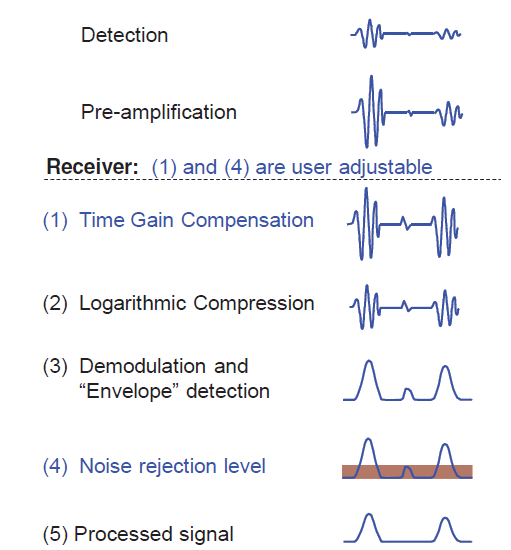 Detection
Pre-amplification
Receiver: (1) and (4) are user adjustable
(1) Time Gain Compensation
(2) Logarithmic Compression
(3) Demodulation and
“Envelope” detection
(4) Noise rejection level
(5) Processed signal